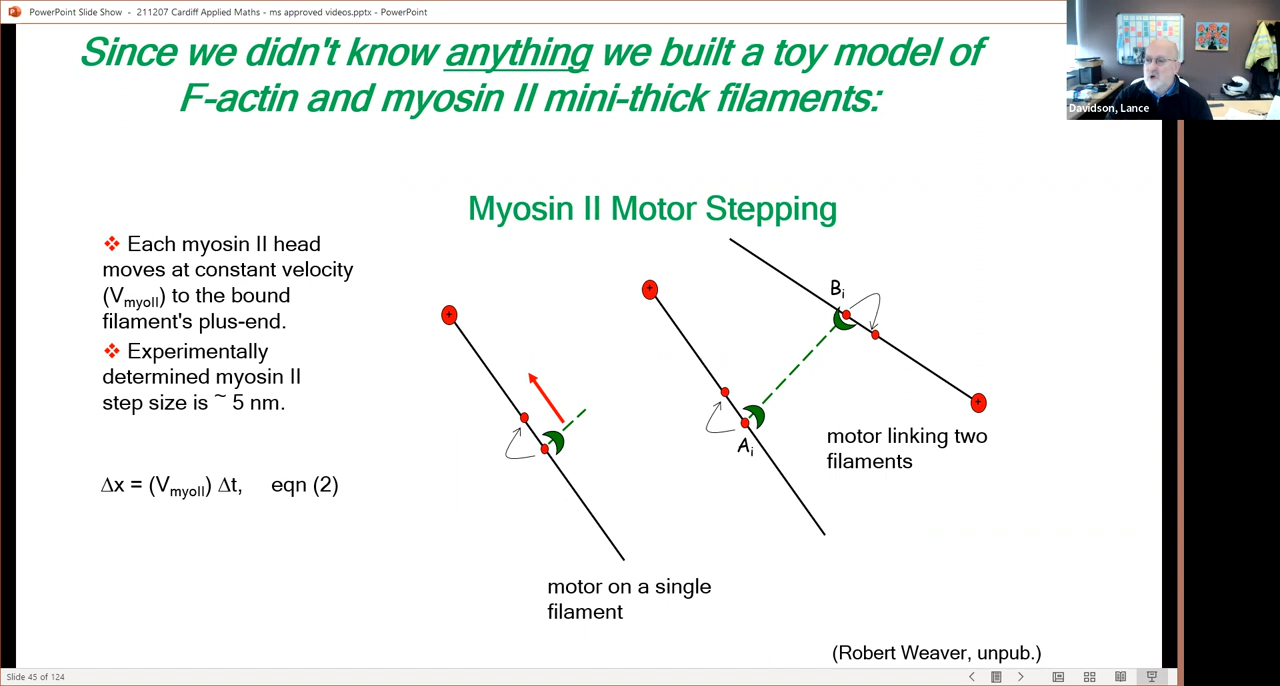 PowerPoint Slide Show - 211207 Cardiff Applied Maths - ms approved videos.pptx - PowerPoint
Since we didn't know anything we built a toy model of
F-actin and myosin II mini-thick filaments:
Davidson, Lance
Myosin II Motor Stepping
❖ Each myosin II head
moves at constant velocity
(VmyoII) to the bound
filament's plus-end.
❖ Experimentally
determined myosin II
step size is ~ 5 nm.
Δx = (VmyoII) Δt, eqn (2)
+
+
Bi
+
Ai
motor linking two
filaments
motor on a single
filament
(Robert Weaver, unpub.)
Slide 45 of 124